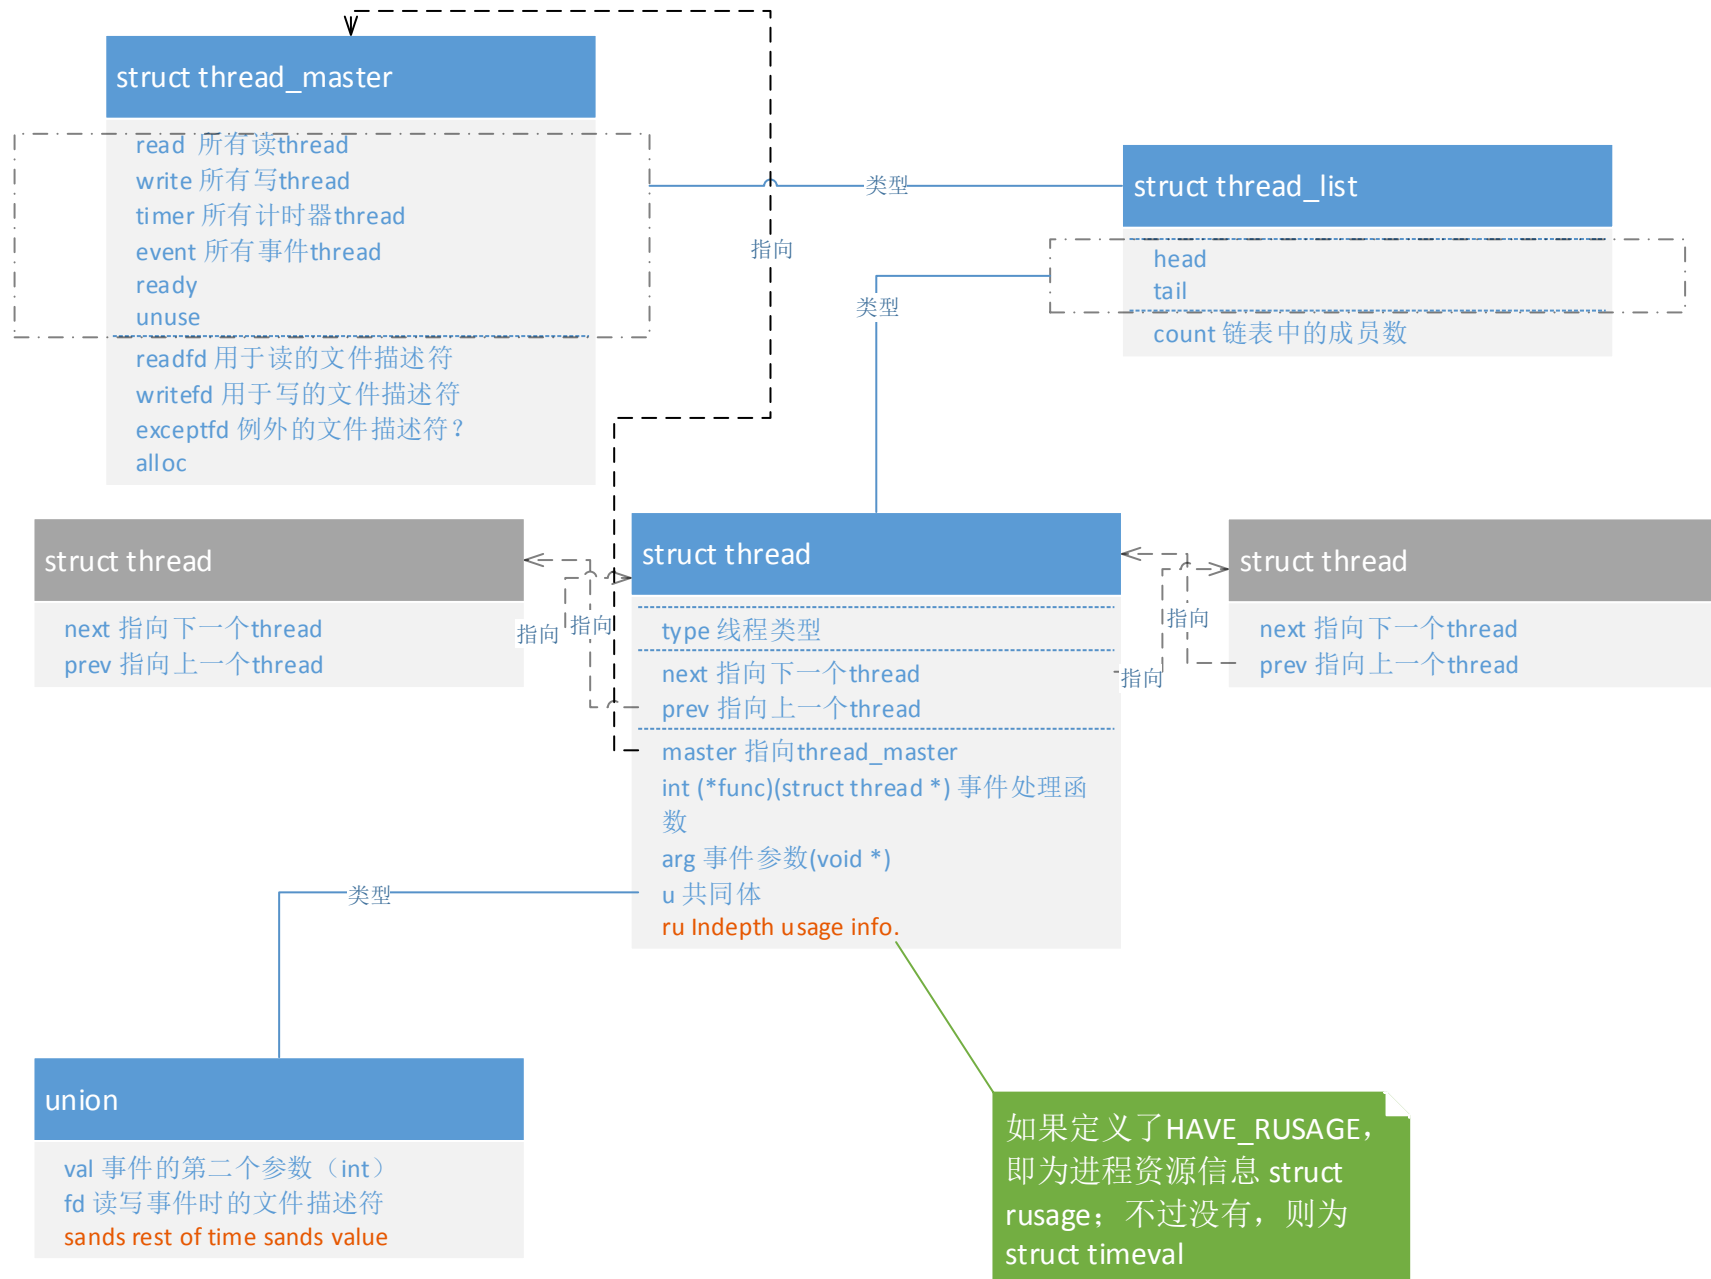 struct thread_master
read 所有读thread
write 所有写thread
timer 所有计时器thread
event 所有事件thread
ready
unuse
readfd 用于读的文件描述符
writefd 用于写的文件描述符
exceptfd 例外的文件描述符？
alloc
类型
指向
struct thread_list
head
tail
count 链表中的成员数
类型
struct thread
next 指向下一个thread
prev 指向上一个thread
指向
指向
struct thread
type 线程类型
next 指向下一个thread
prev 指向上一个thread
master 指向thread_master
int (*func)(struct thread *) 事件处理函
数
arg 事件参数(void *)
u 共同体
ru Indepth usage info.
指向
指向
struct thread
next 指向下一个thread
prev 指向上一个thread
类型
union
val 事件的第二个参数（int）
fd 读写事件时的文件描述符
sands rest of time sands value
如果定义了HAVE_RUSAGE，
即为进程资源信息 struct
rusage；不过没有，则为
struct timeval